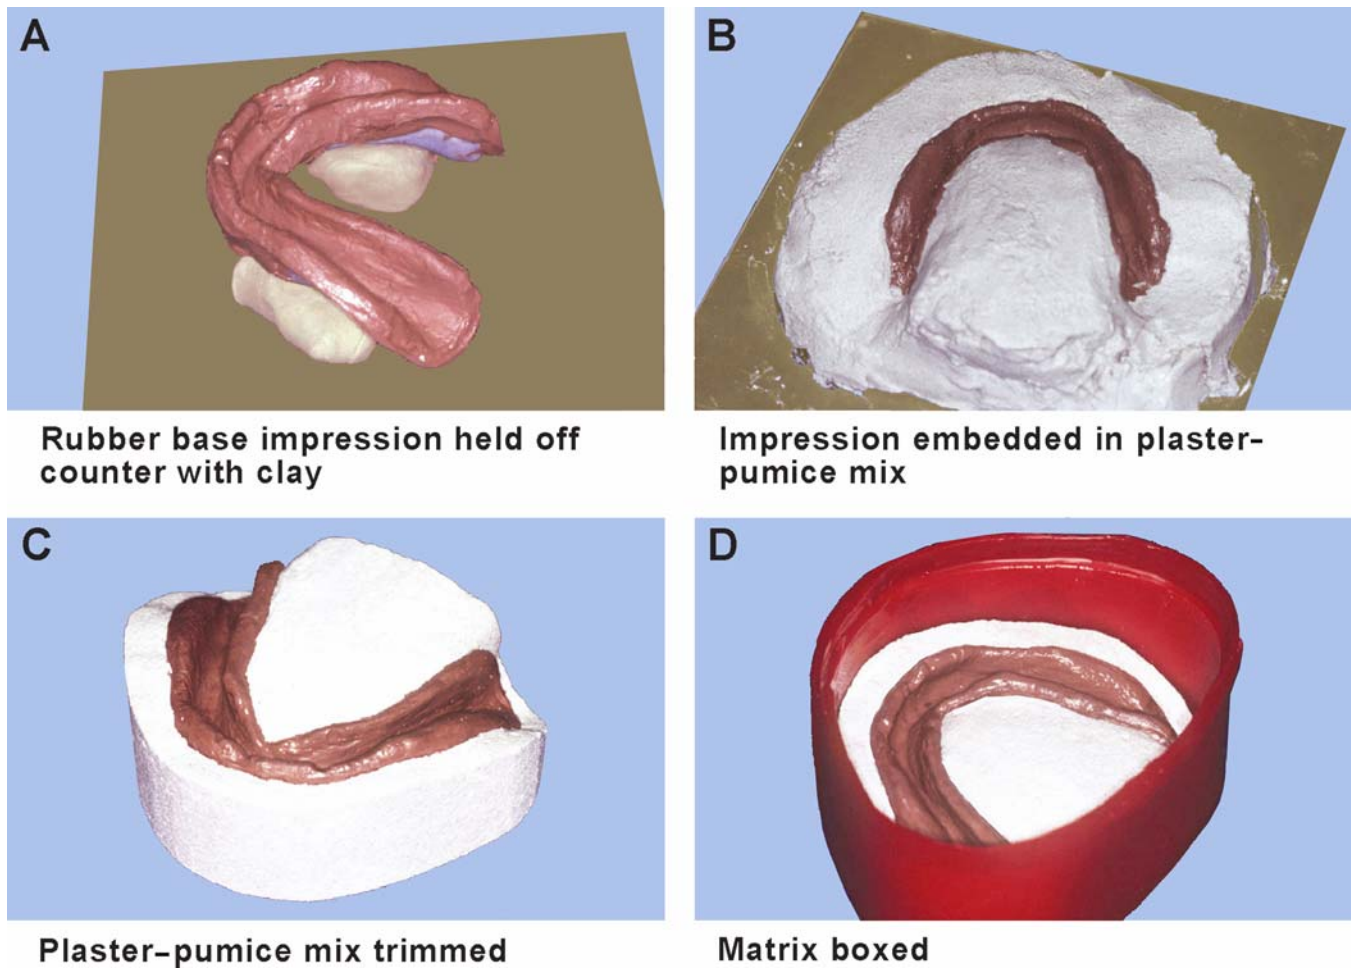 A
B
Rubber base impression held off
counter with clay
Impression embedded in plaster-
pumice mix
C
D
Plaster-pumice mix trimmed
Matrix boxed